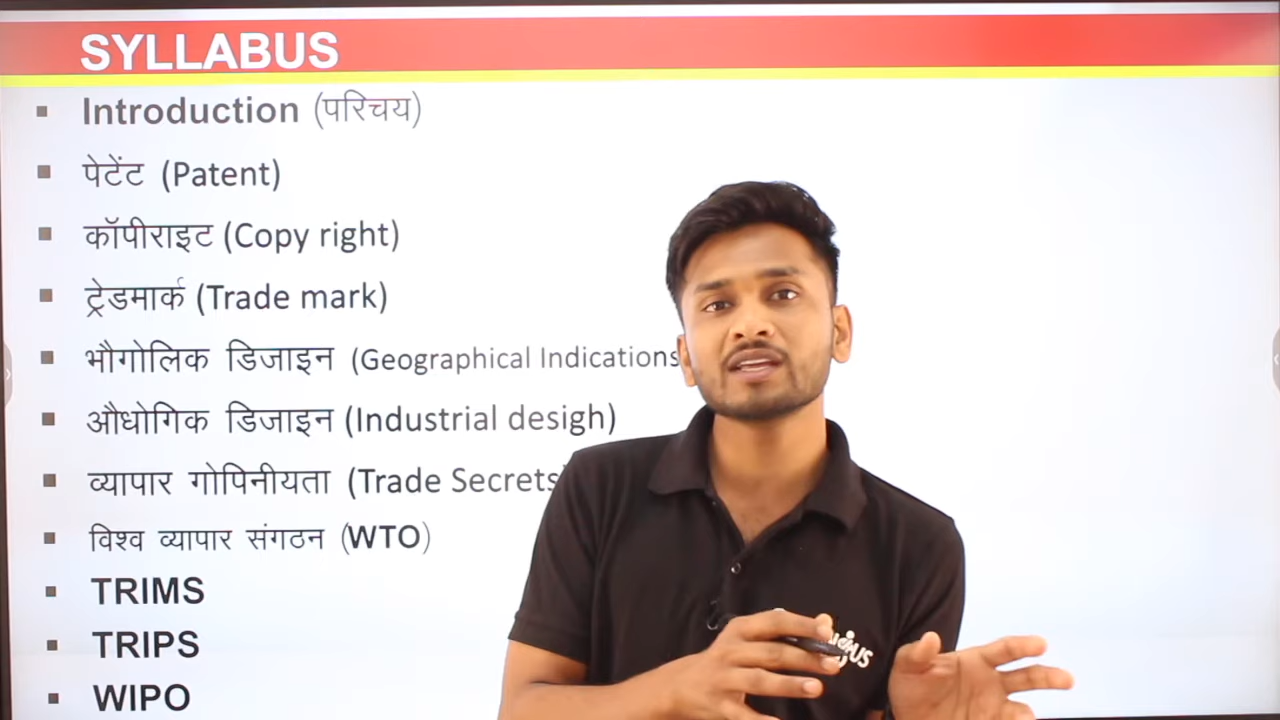 SYLLABUS
▪ Introduction (परिचय)
▪ पेटेंट (Patent)
▪ कॉपीराइट (Copy right)
▪ ट्रेडमार्क (Trade mark)
▪ भौगोलिक डिजाइन (Geographical Indications
▪ औधोगिक डिजाइन (Industrial desigh)
▪ व्यापार गोपिनीयता (Trade Secrets)
▪ विश्व व्यापार संगठन (WTO)
▪ TRIMS
▪ TRIPS
▪ WIPO